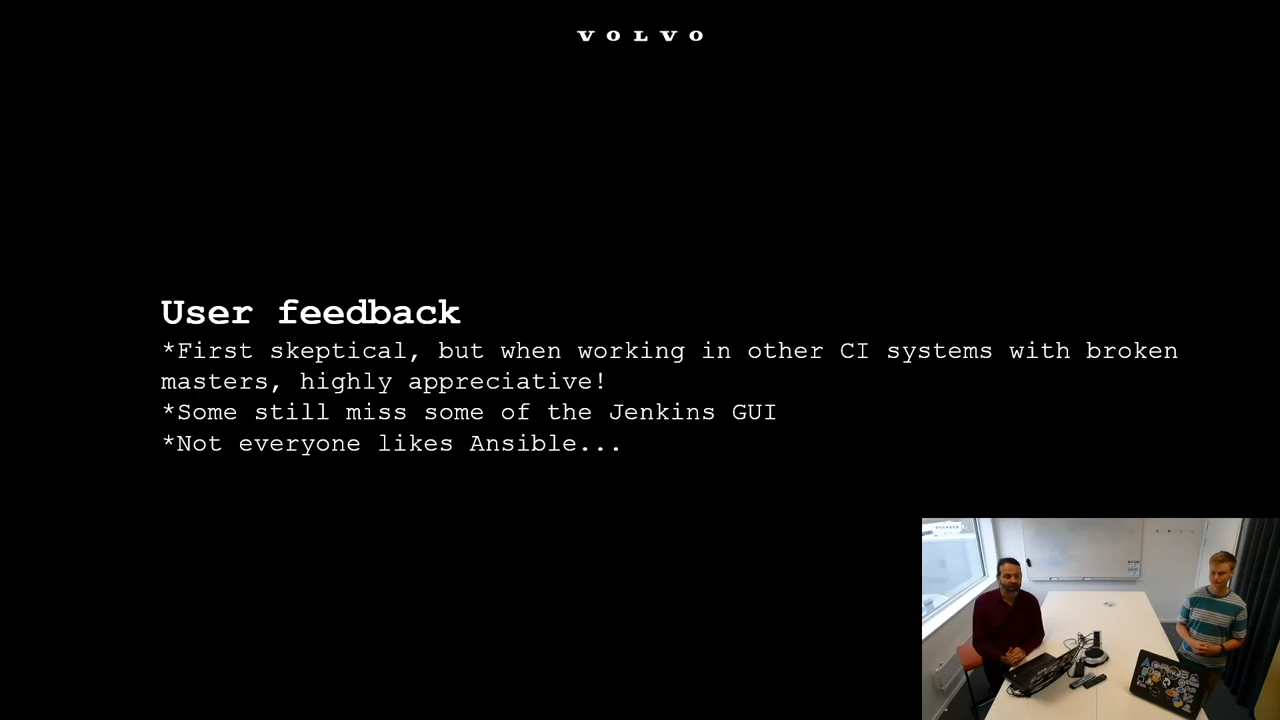 VOLVO
User feedback
*First skeptical, but when working in other CI systems with broken
masters, highly appreciative!
*Some still miss some of the Jenkins GUI
*Not everyone likes Ansible...